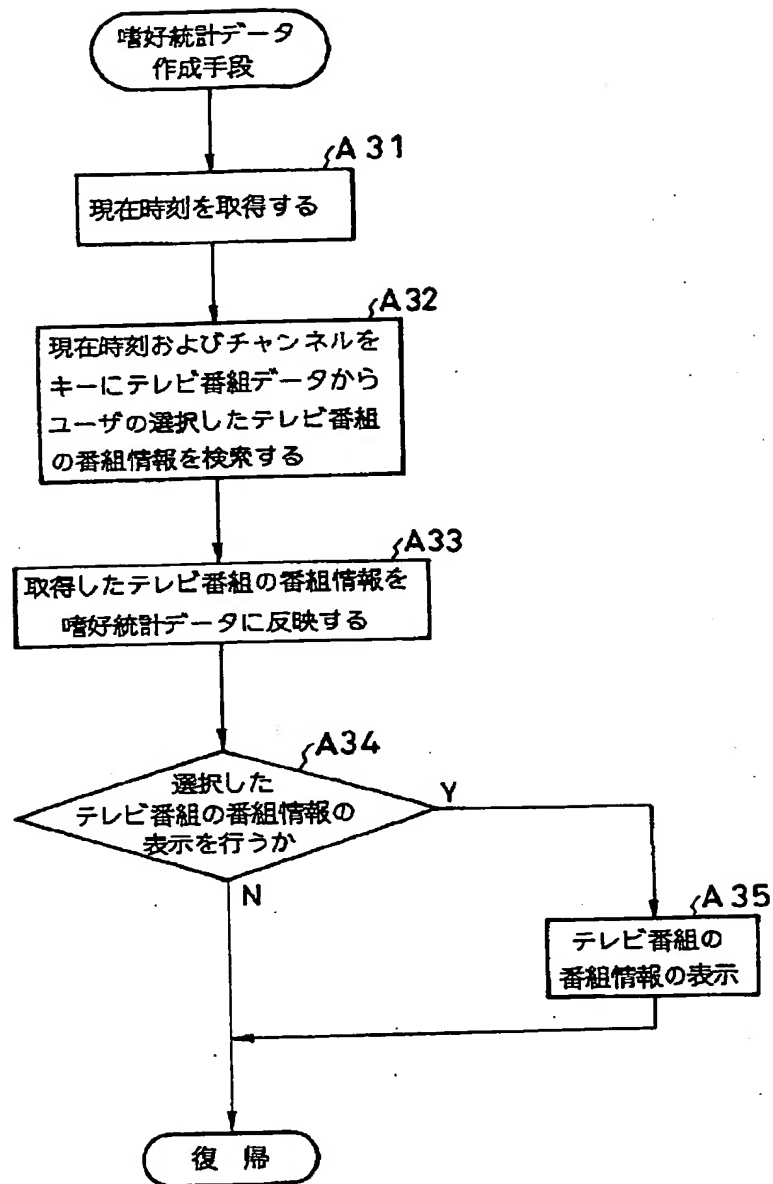 嗜好統計データ
作成手段
A31
現在時刻を取得する
A32
現在時刻およびチャンネルを
キーにテレビ番組データから
ユーザの選択したテレビ番組
の番組情報を検索する
A33
取得したテレビ番組の番組情報を
嗜好統計データに反映する
A34
選択した
テレビ番組の番組情報の
表示を行うか
Y
N
A35
テレビ番組の
番組情報の表示
復 帰